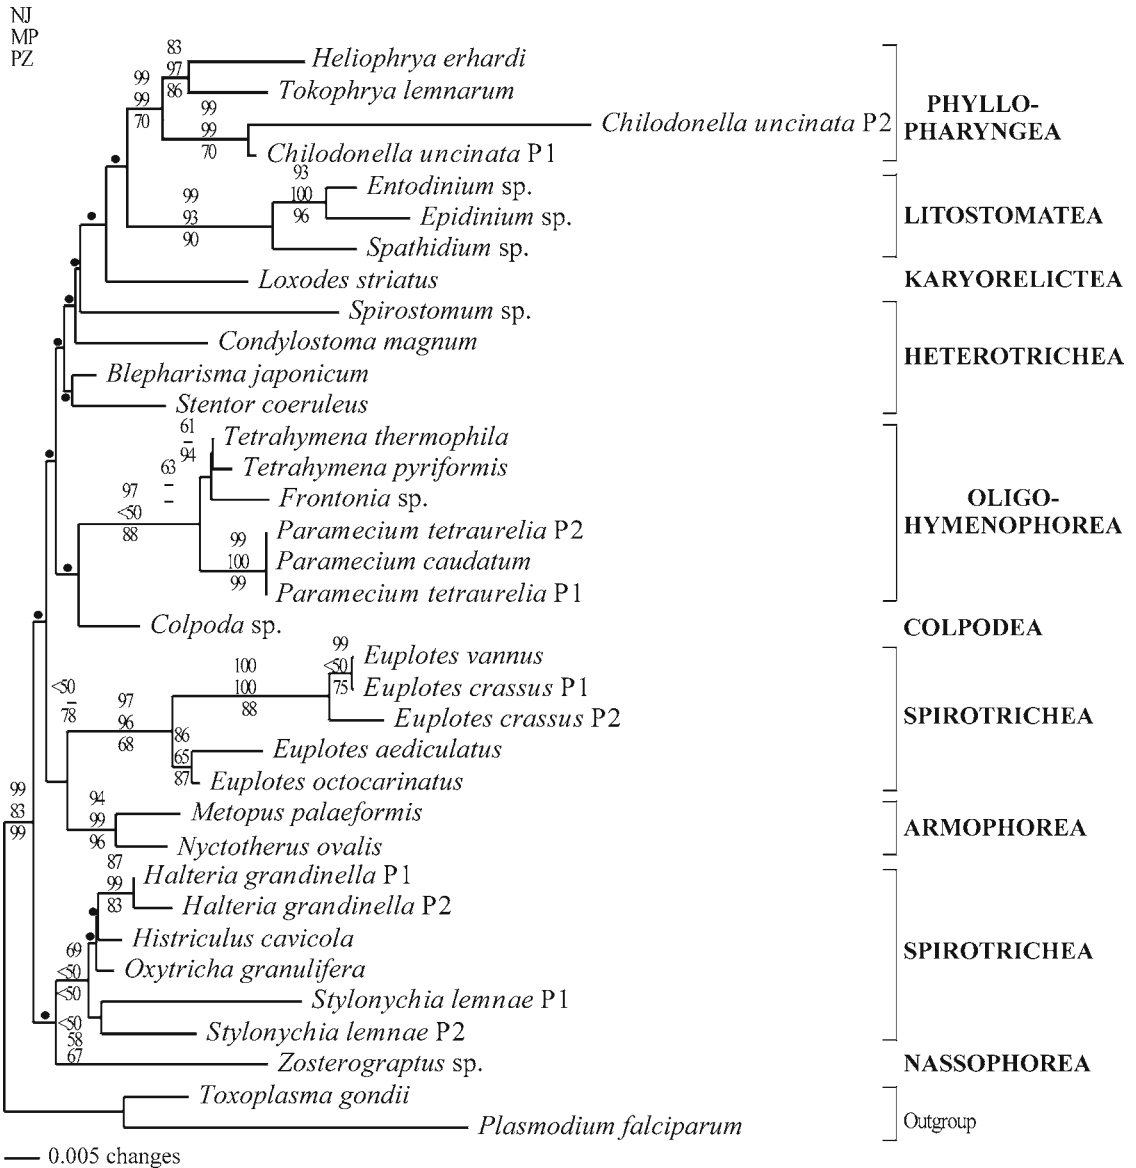 NJ
MP
PZ
83
97
86
Heliophrya erhardi
Tokophrya lemnarum
99
99
70
99
99
70
Chilodonella uncinata P2
Chilodonella uncinata P1
PHYLLO-
PHARYNGEA
93
100
96
Entodinium sp.
Epidinium sp.
99
93
90
Spathidium sp.
LITOSTOMATEA
Loxodes striatus
KARYORELICTEA
Spirostomum sp.
Condylostoma magnum
Blepharisma japonicum
Stentor coeruleus
HETEROTRICHEA
61
–
94
Tetrahymena thermophila
Tetrahymena pyriformis
63
–
–
Frontonia sp.
97
<50
88
Paramecium tetraurelia P2
99
100
99
Paramecium caudatum
Paramecium tetraurelia P1
OLIGO-
HYMENOPHOREA
Colpoda sp.
COLPODEA
99
<50
75
Euplotes vannus
Euplotes crassus P1
100
100
88
Euplotes crassus P2
<50
–
78
97
96
68
86
65
87
Euplotes aediculatus
Euplotes octocarinatus
SPIROTRICHEA
99
83
99
94
99
96
Metopus palaeformis
Nyctotherus ovalis
ARMOPHOREA
87
99
83
Halteria grandinella P1
Halteria grandinella P2
Histriculus cavicola
69
<50
<50
Oxytricha granulifera
Stylonychia lemnae P1
Stylonychia lemnae P2
SPIROTRICHEA
<50
58
67
Zosterograptus sp.
NASSOPHOREA
Toxoplasma gondii
Plasmodium falciparum
Outgroup
0.005 changes